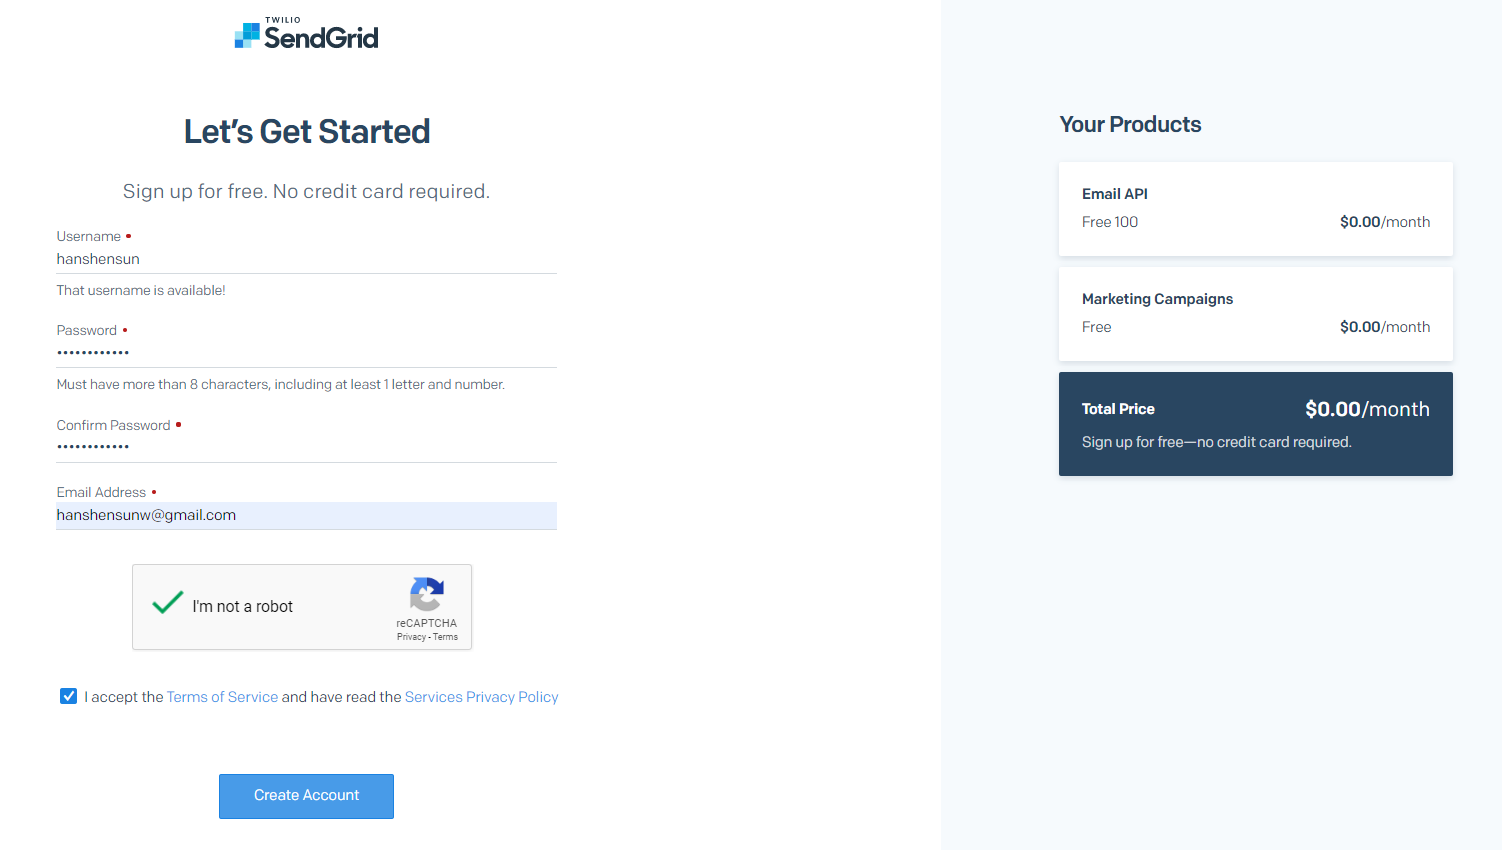 TWILIO
SendGrid
Let's Get Started
Sign up for free. No credit card required.
Username •
hanshensun
That username is available!
Password •
••••••••••••
Must have more than 8 characters, including at least 1 letter and number.
Confirm Password •
••••••••••••
Email Address •
hanshensunw@gmail.com
I'm not a robot
reCAPTCHA
Privacy - Terms
I accept the Terms of Service and have read the Services Privacy Policy
Create Account
Your Products
Email API
Free 100 $0.00/month
Marketing Campaigns
Free $0.00/month
Total Price $0.00/month
Sign up for free—no credit card required.